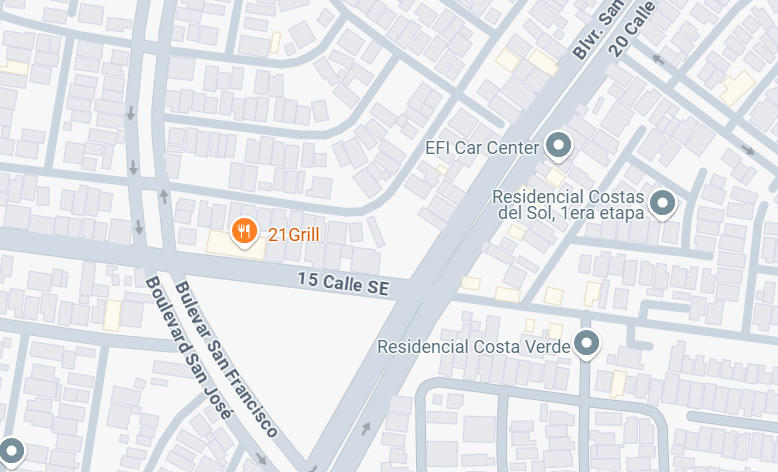 Blvr. San
20 Calle
EFI Car Center
Residencial Costas
del Sol, 1era etapa
21Grill
15 Calle SE
Boulevard San José
Bulevar San Francisco
Residencial Costa Verde